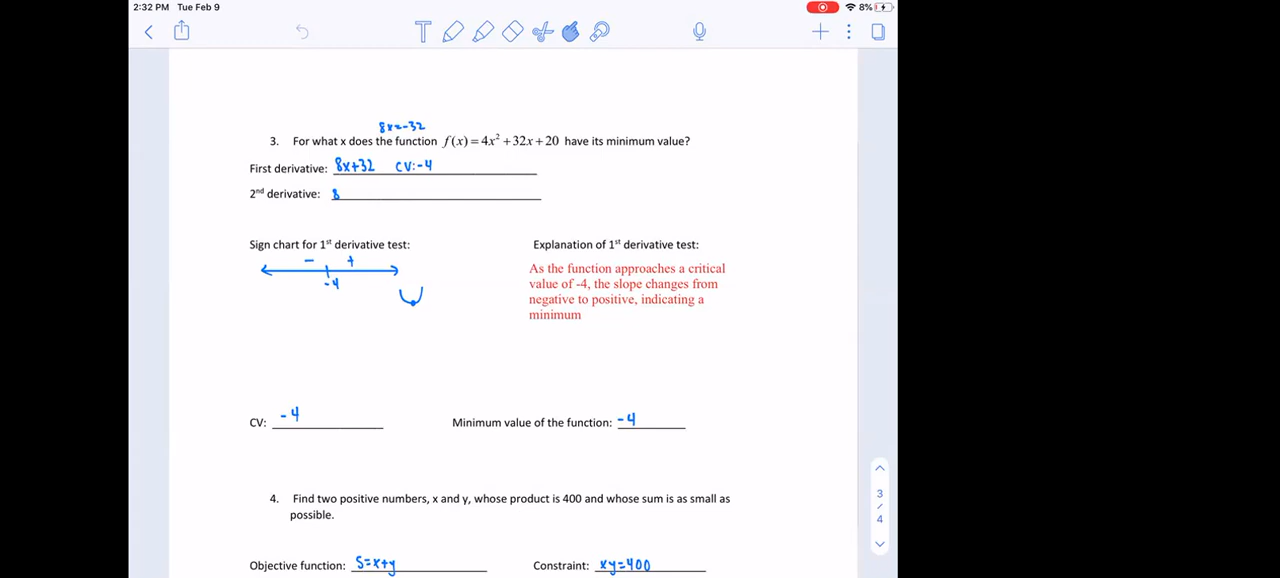 2:32 PM Tue Feb 9
8%
8x=-32
3. For what x does the function f(x) = 4x² + 32x + 20 have its minimum value?
First derivative: 8x+32 CV:-4
2nd derivative: 8
Sign chart for 1st derivative test:
Explanation of 1st derivative test:
- +
-4
As the function approaches a critical
value of -4, the slope changes from
negative to positive, indicating a
minimum
CV: -4
Minimum value of the function: -4
3
/
4
4. Find two positive numbers, x and y, whose product is 400 and whose sum is as small as
possible.
Objective function: S=x+y
Constraint: xy=400